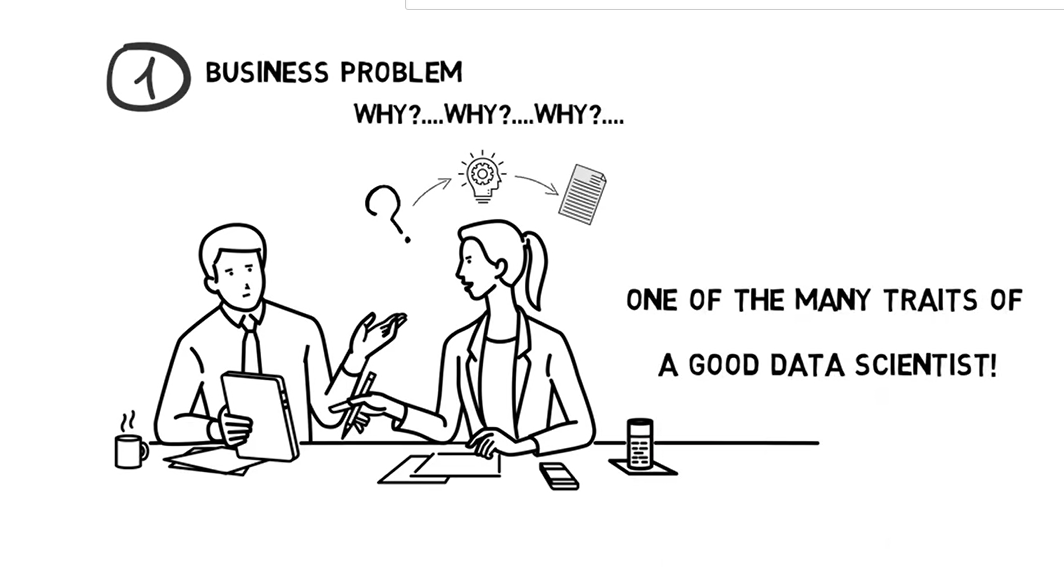 1
BUSINESS PROBLEM
WHY?....WHY?....WHY?....
?
ONE OF THE MANY TRAITS OF
A GOOD DATA SCIENTIST!